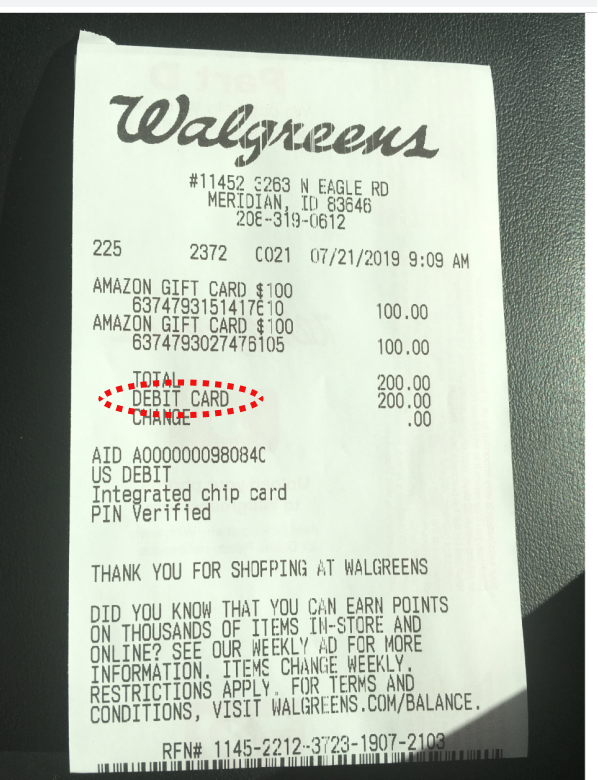 Walgreens
#11452 3263 N EAGLE RD
MERIDIAN, ID 83646
208-319-0612
225 2372 0021 07/21/2019 9:09 AM
AMAZON GIFT CARD $100
6374793151417610 100.00
AMAZON GIFT CARD $100
6374793027476105 100.00
TOTAL 200.00
DEBIT CARD 200.00
CHANGE .00
AID A0000000980840
US DEBIT
Integrated chip card
PIN Verified
THANK YOU FOR SHOPPING AT WALGREENS
DID YOU KNOW THAT YOU CAN EARN POINTS
ON THOUSANDS OF ITEMS IN-STORE AND
ONLINE? SEE OUR WEEKLY AD FOR MORE
INFORMATION. ITEMS CHANGE WEEKLY.
RESTRICTIONS APPLY. FOR TERMS AND
CONDITIONS, VISIT WALGREENS.COM/BALANCE.
RFN# 1145-2212-3723-1907-2103